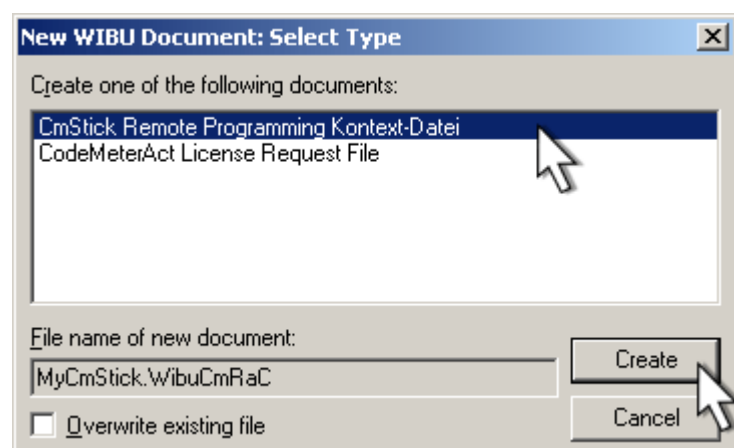 New WIBU Document: Select Type
Create one of the following documents:
CmStick Remote Programming Kontext-Datei
CodeMeterAct License Request File
File name of new document:
MyCmStick.WibuCmRaC
Create
Overwrite existing file
Cancel